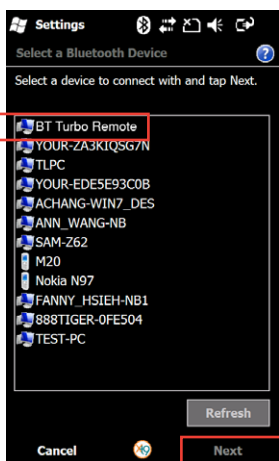 Settings
Select a Bluetooth Device
Select a device to connect with and tap Next.
BT Turbo Remote
YOUR-ZA3KIQSG7N
TLPC
YOUR-EDE5E93C0B
ACHANG-WIN7_DES
ANN_WANG-NB
SAM-Z62
M20
Nokia N97
FANNY_HSIEH-NB1
888TIGER-0FE504
TEST-PC
Refresh
Cancel
Next